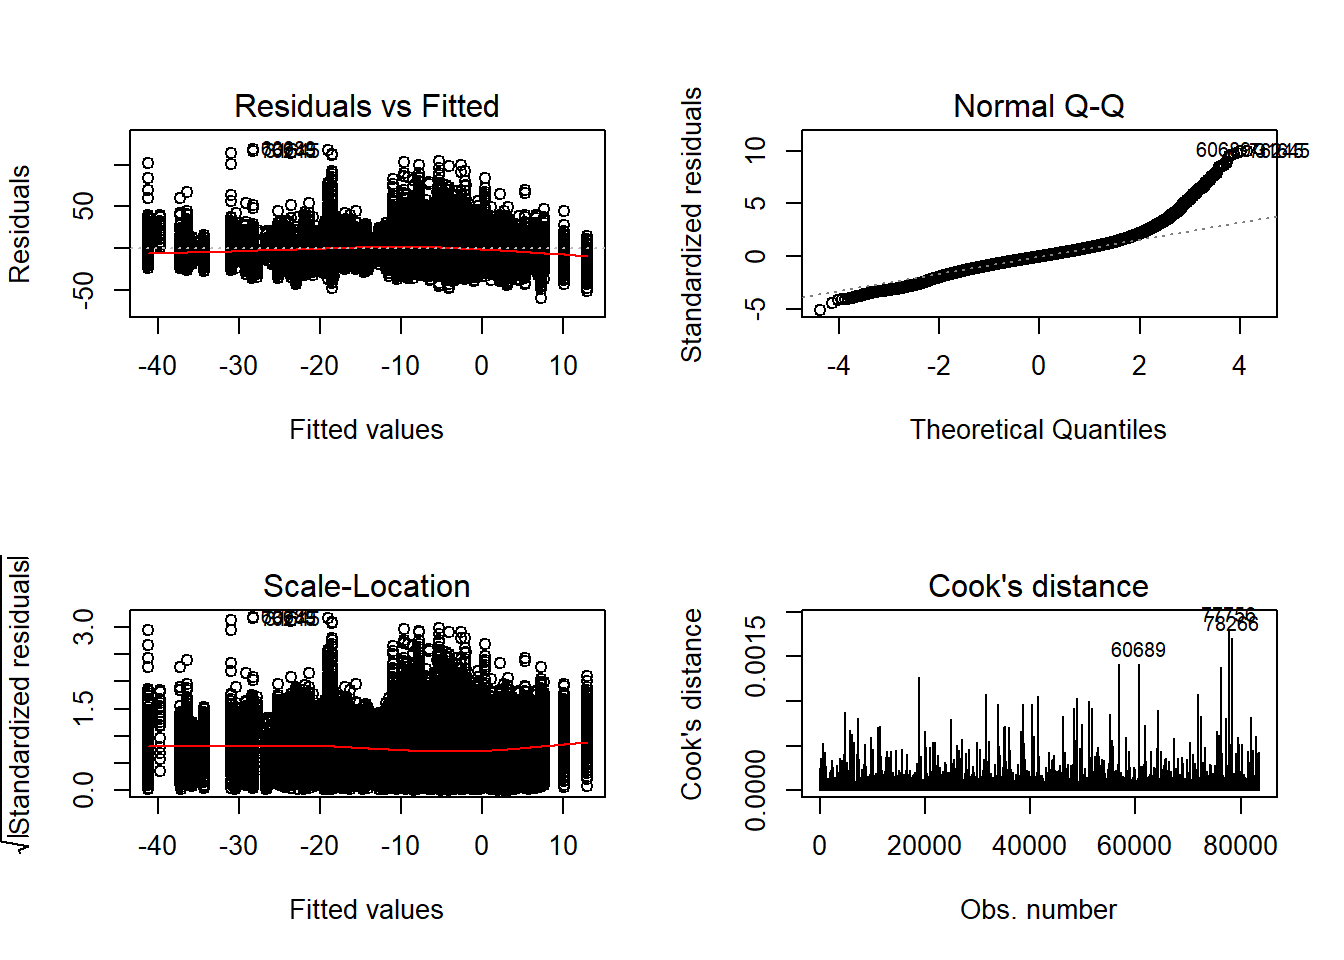 Residuals vs Fitted
Residuals
50
-50
60689
-40 -30 -20 -10 0 10
Fitted values
Normal Q-Q
Standardized residuals
10
5
0
-5
60689
-4 -2 0 2 4
Theoretical Quantiles
Scale-Location
√|Standardized residuals|
3.0
1.5
0.0
-40 -30 -20 -10 0 10
Fitted values
Cook's distance
Cook's distance
0.0015
0.0000
77756
78266
60689
0 20000 40000 60000 80000
Obs. number